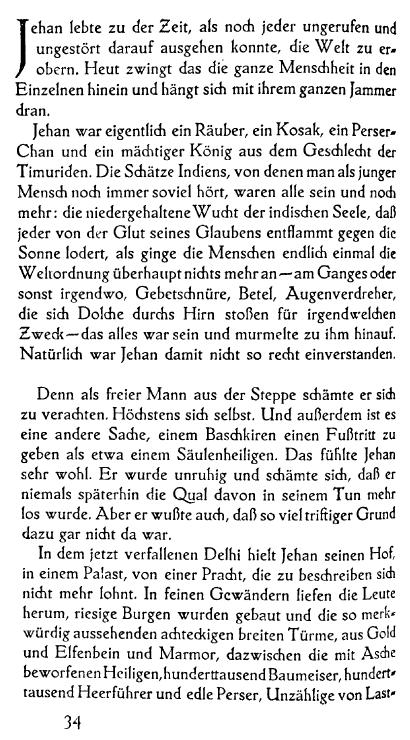 Jehan lebte zu der Zeit, als noch jeder ungerufen und
ungestört darauf ausgehen konnte, die Welt zu er-
obern. Heut zwingt das die ganze Menschheit in den
Einzelnen hinein und hängt sich mit ihrem ganzen Jammer
dran.
Jehan war eigentlich ein Räuber, ein Kosak, ein Perser-
Chan und ein mächtiger König aus dem Geschlecht der
Timuriden. Die Schätze Indiens, von denen man als junger
Mensch noch immer soviel hört, waren alle sein und noch
mehr: die niedergehaltene Wucht der indischen Seele, daß
jeder von der Glut seines Glaubens entflammt gegen die
Sonne lodert, als ginge die Menschen endlich einmal die
Weltordnung überhaupt nichts mehr an—am Ganges oder
sonst irgendwo, Gebetschnüre, Betel, Augenverdreher,
die sich Dolche durchs Hirn stoßen für irgendwelchen
Zweck—das alles war sein und murmelte zu ihm hinauf.
Natürlich war Jehan damit nicht so recht einverstanden.
Denn als freier Mann aus der Steppe schämte er sich
zu verachten. Höchstens sich selbst. Und außerdem ist es
eine andere Sache, einem Baschkiren einen Fußtritt zu
geben als etwa einem Säulenheiligen. Das fühlte Jehan
sehr wohl. Er wurde unruhig und schämte sich, daß er
niemals späterhin die Qual davon in seinem Tun mehr
los wurde. Aber er wußte auch, daß so viel triftiger Grund
dazu gar nicht da war.
In dem jetzt verfallenen Delhi hielt Jehan seinen Hof,
in einem Palast, von einer Pracht, die zu beschreiben sich
nicht mehr lohnt. In feinen Gewändern liefen die Leute
herum, riesige Burgen wurden gebaut und die so merk-
würdig aussehenden achteckigen breiten Türme, aus Gold
und Elfenbein und Marmor, dazwischen die mit Asche
beworfenen Heiligen, hunderttausend Baumeiser, hundert-
tausend Heerführer und edle Perser, Unzählige von Last-
34